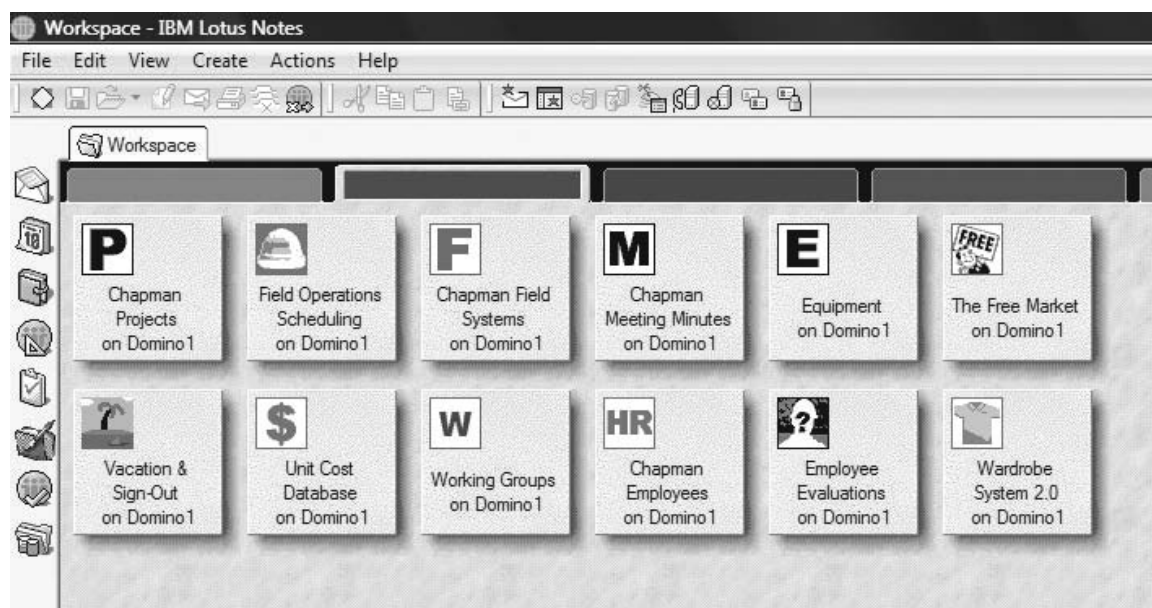 Workspace - IBM Lotus Notes
File Edit View Create Actions Help
Workspace
P
Chapman
Projects
on Domino1
Field Operations
Scheduling
on Domino1
F
Chapman Field
Systems
on Domino1
M
Chapman
Meeting Minutes
on Domino1
E
Equipment
on Domino1
FREE
The Free Market
on Domino1
Vacation &
Sign-Out
on Domino1
$
Unit Cost
Database
on Domino1
W
Working Groups
on Domino1
HR
Chapman
Employees
on Domino1
?
Employee
Evaluations
on Domino1
Wardrobe
System 2.0
on Domino1